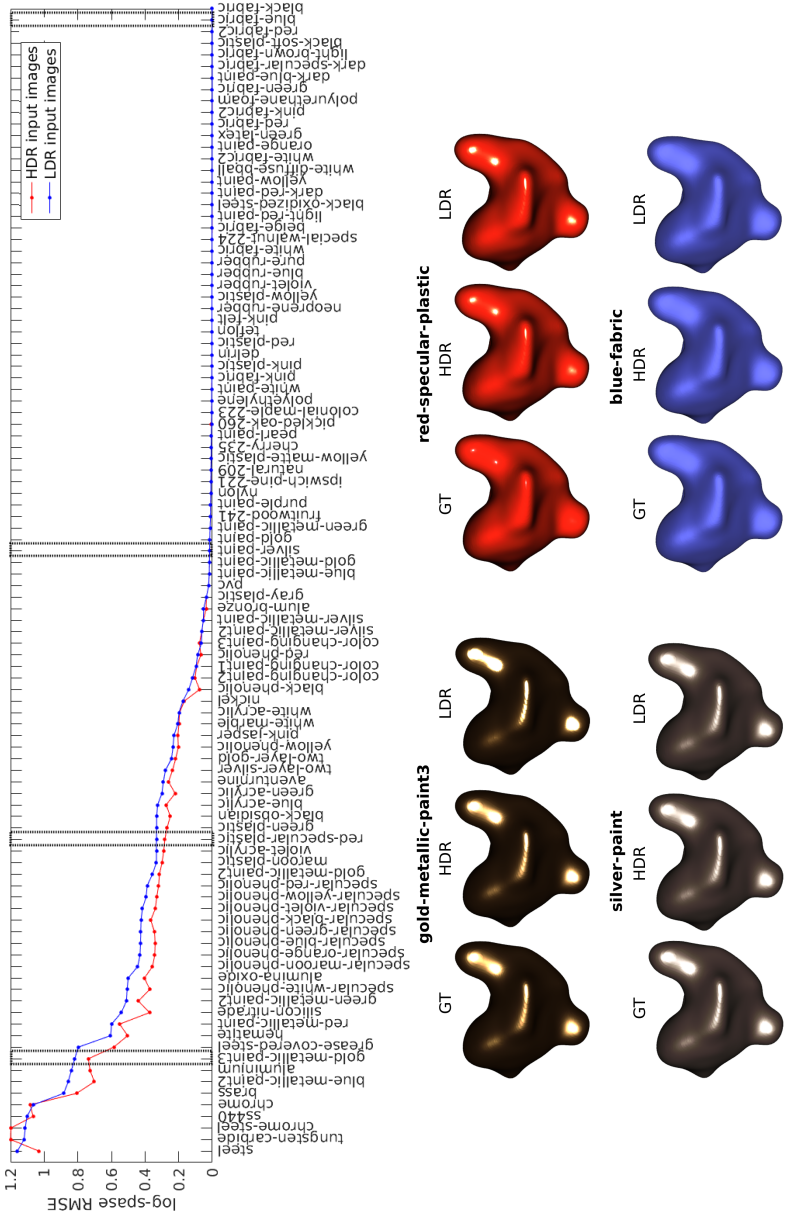 log-spase RMSE
1.2
1
0.8
0.6
0.4
0.2
0
HDR input images
LDR input images
steel
tungsten-carbide
chrome-steel
ss440
chrome
brass
blue-metallic-paint2
aluminium
gold-metallic-paint3
grease-covered-steel
hematite
red-metallic-paint
silicon-nitrade
green-metallic-paint2
specular-white-phenolic
alumina-oxide
specular-maroon-phenolic
specular-orange-phenolic
specular-blue-phenolic
specular-green-phenolic
specular-black-phenolic
specular-violet-phenolic
specular-yellow-phenolic
specular-red-phenolic
gold-metallic-paint2
maroon-plastic
violet-acrylic
red-specular-plastic
green-plastic
black-obsidian
blue-acrylic
green-acrylic
aventurnine
two-layer-silver
two-layer-gold
yellow-phenolic
pink-jasper
white-marble
white-acrylic
nickel
black-phenolic
color-changing-paint2
color-changing-paint1
red-phenolic
color-changing-paint3
silver-metallic-paint2
silver-metallic-paint
alum-bronze
gray-plastic
pvc
blue-metallic-paint
gold-metallic-paint
silver-paint
gold-paint
green-metallic-paint
fruitwood-241
purple-paint
nylon
ipswich-pine-221
natural-209
yellow-matte-plastic
cherry-235
pearl-paint
pickled-oak-260
colonial-maple-223
polyethylene
white-paint
pink-fabric
pink-plastic
delrin
red-plastic
teflon
pink-felt
neoprene-rubber
yellow-plastic
violet-rubber
blue-rubber
pure-rubber
white-fabric
special-walnut-224
beige-fabric
light-red-paint
black-oxidized-steel
dark-red-paint
yellow-paint
white-diffuse-bball
white-fabric2
orange-paint
green-latex
red-fabric
pink-fabric2
polyurethane-foam
green-fabric
dark-blue-paint
dark-specular-fabric
light-brown-fabric
black-soft-plastic
red-fabric2
blue-fabric
black-fabric
gold-metallic-paint3
GT HDR LDR
red-specular-plastic
GT HDR LDR
silver-paint
GT HDR LDR
blue-fabric
GT HDR LDR